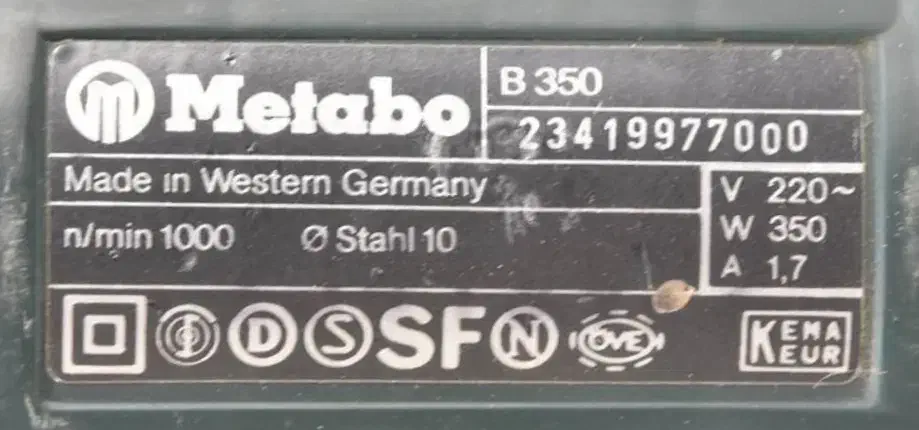 Metabo
B 350
23419977000
Made in Western Germany
V 220~
n/min 1000 Ø Stahl 10
W 350
A 1,7
D S SF N ÖVE KEMA
KEUR